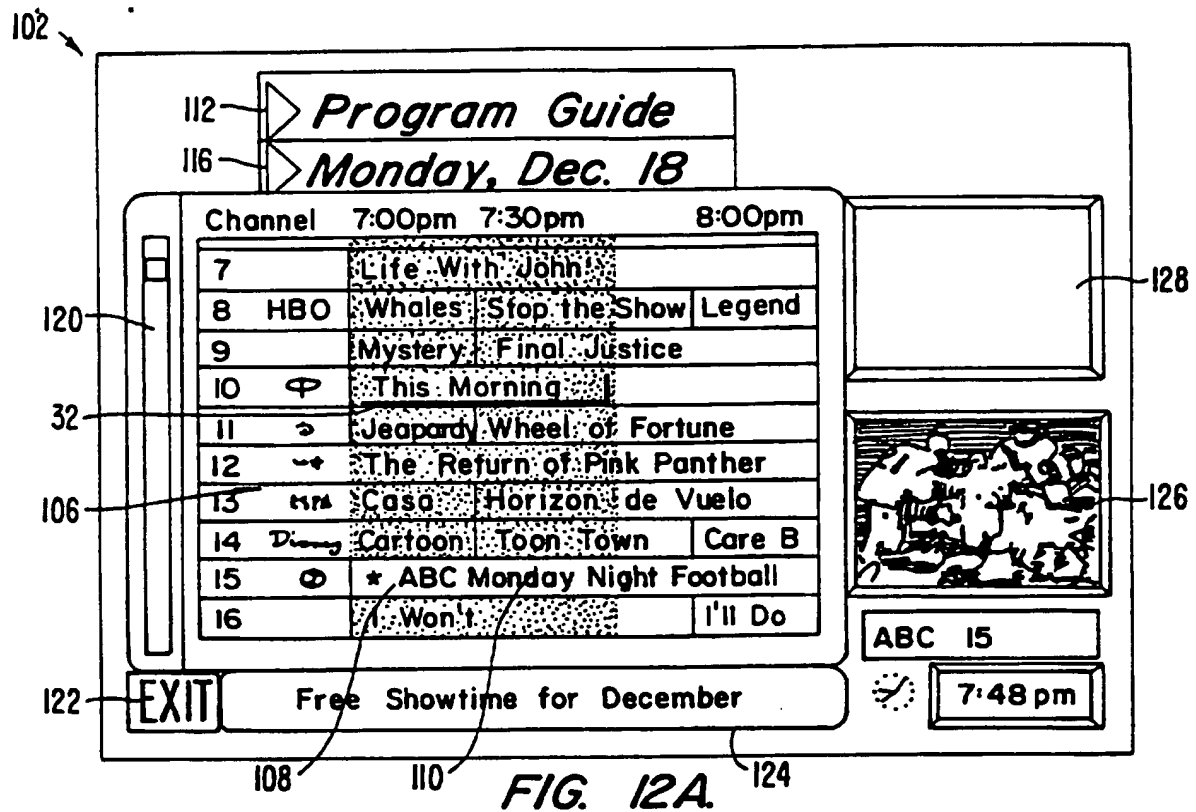 102
112
Program Guide
116
Monday, Dec. 18
Channel 7:00pm 7:30pm 8:00pm
7 Life With John
8 HBO Whales Stop the Show Legend
128
120
9 Mystery Final Justice
10 This Morning
32
11 Jeapardy Wheel of Fortune
12 The Return of Pink Panther
106
13 Casa Horizon de Vuelo
126
14 Disney Cartoon Toon Town Care B
15 * ABC Monday Night Football
16 I Won't I'll Do
ABC 15
122
EXIT
Free Showtime for December
7:48 pm
108
110
124
FIG. 12A.